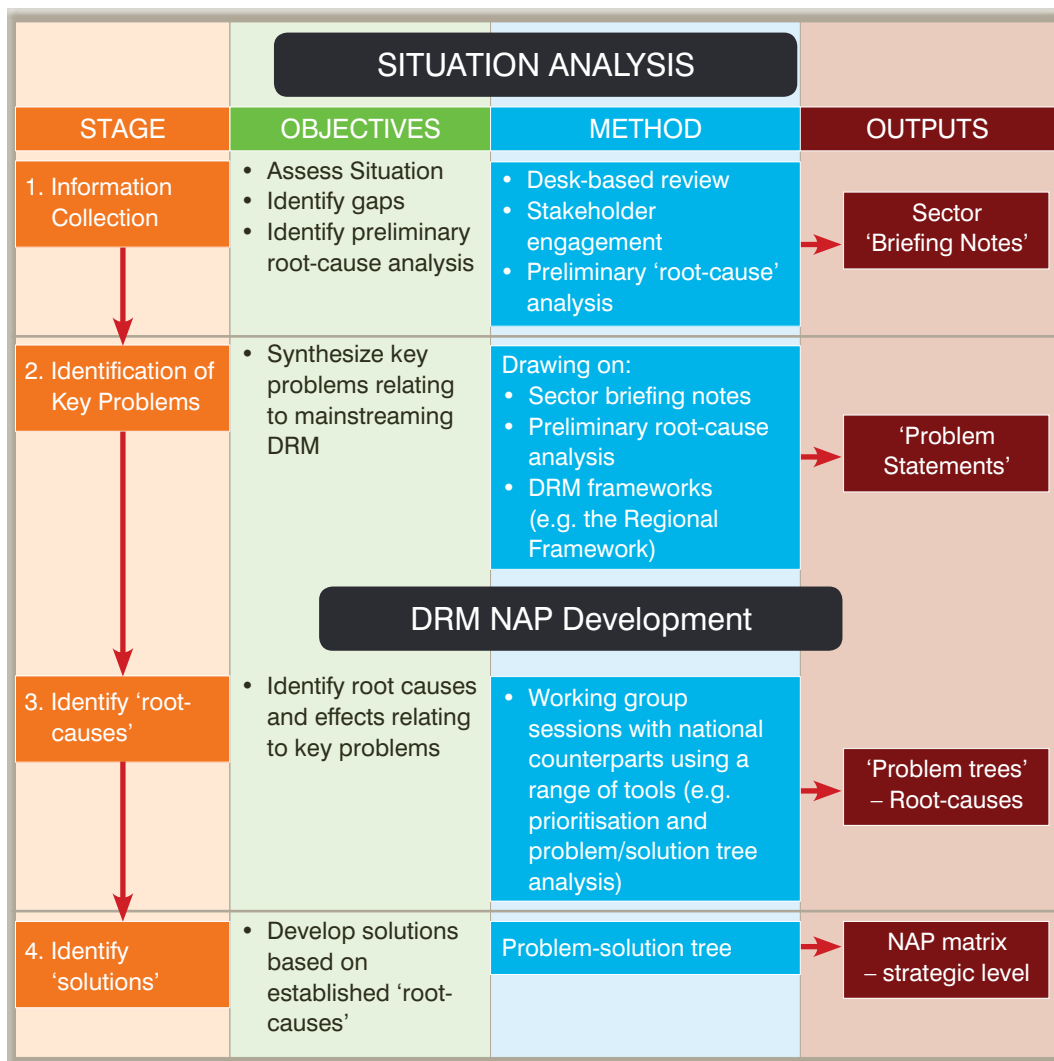 SITUATION ANALYSIS
STAGE
OBJECTIVES
METHOD
OUTPUTS
1. Information
Collection
• Assess Situation
• Identify gaps
• Identify preliminary
root-cause analysis
• Desk-based review
• Stakeholder
engagement
• Preliminary ‘root-cause’
analysis
Sector
‘Briefing Notes’
2. Identification of
Key Problems
• Synthesize key
problems relating
to mainstreaming
DRM
Drawing on:
• Sector briefing notes
• Preliminary root-cause
analysis
• DRM frameworks
(e.g. the Regional
Framework)
‘Problem
Statements’
DRM NAP Development
3. Identify ‘root-
causes’
• Identify root causes
and effects relating
to key problems
• Working group
sessions with national
counterparts using a
range of tools (e.g.
prioritisation and
problem/solution tree
analysis)
‘Problem trees’
– Root-causes
4. Identify
‘solutions’
• Develop solutions
based on
established ‘root-
causes’
Problem-solution tree
NAP matrix
– strategic level